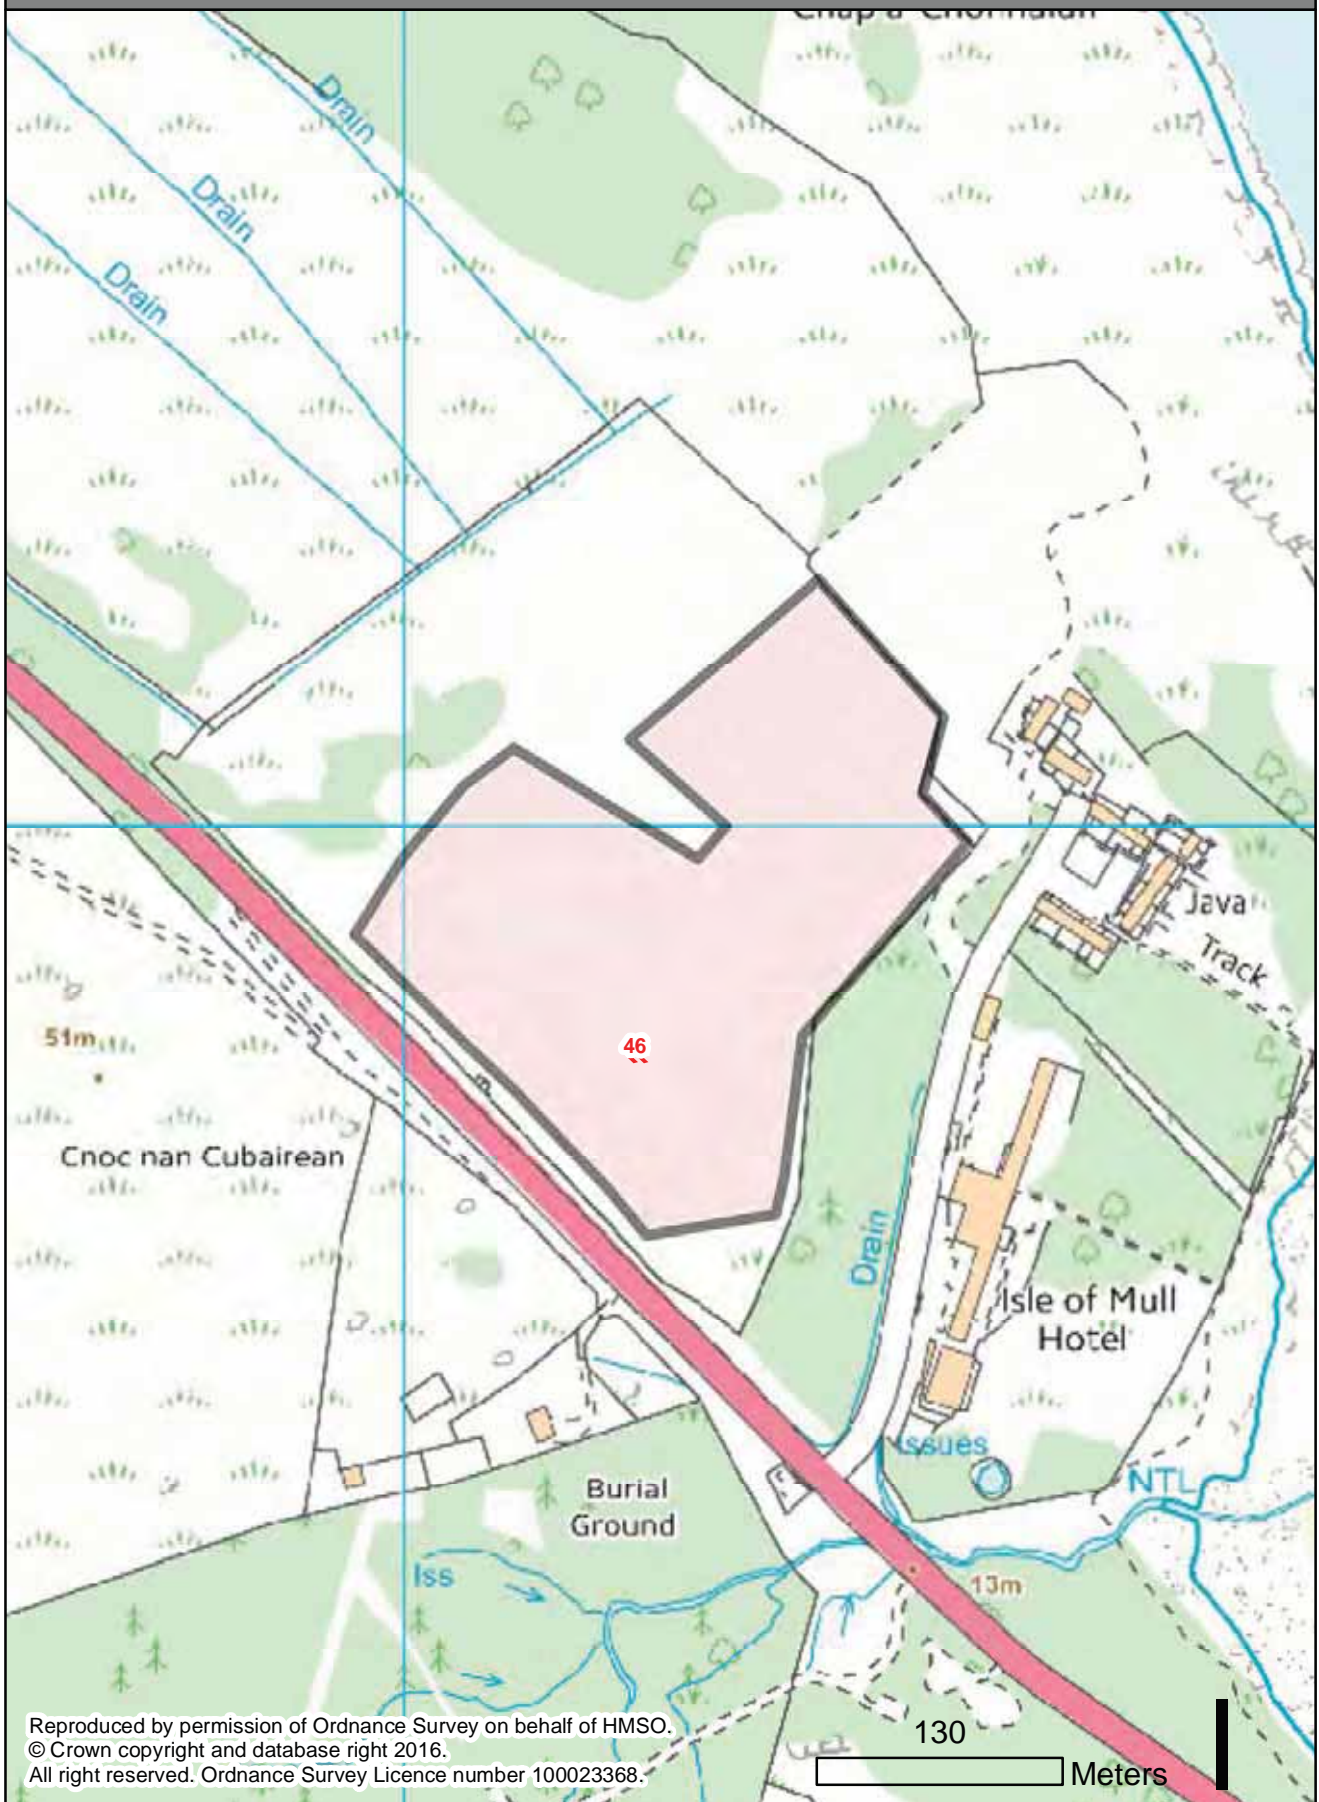 Drain
Drain
Drain
51m
46
Java
Track
Cnoc nan Cubairean
Drain
Isle of Mull
Hotel
Issues
NTL
Burial
Ground
Iss
13m
Reproduced by permission of Ordnance Survey on behalf of HMSO.
© Crown copyright and database right 2016.
All right reserved. Ordnance Survey Licence number 100023368.
130
Meters